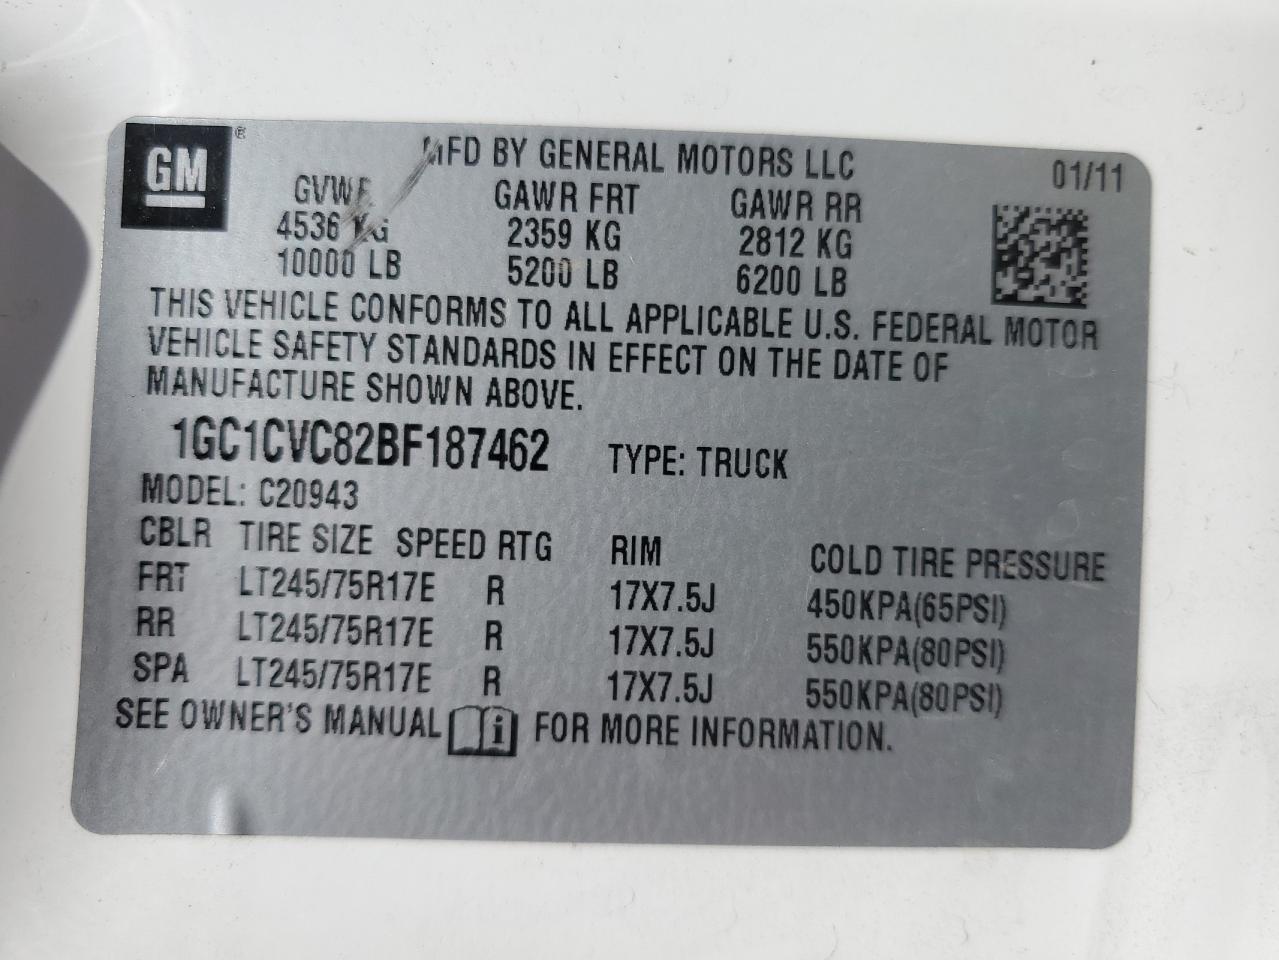 GM ®
MFD BY GENERAL MOTORS LLC 01/11
GVWR GAWR FRT GAWR RR
4536 KG 2359 KG 2812 KG
10000 LB 5200 LB 6200 LB
THIS VEHICLE CONFORMS TO ALL APPLICABLE U.S. FEDERAL MOTOR
VEHICLE SAFETY STANDARDS IN EFFECT ON THE DATE OF
MANUFACTURE SHOWN ABOVE.
1GC1CVC82BF187462 TYPE: TRUCK
MODEL: C20943
CBLR TIRE SIZE SPEED RTG RIM COLD TIRE PRESSURE
FRT LT245/75R17E R 17X7.5J 450KPA(65PSI)
RR LT245/75R17E R 17X7.5J 550KPA(80PSI)
SPA LT245/75R17E R 17X7.5J 550KPA(80PSI)
SEE OWNER'S MANUAL i FOR MORE INFORMATION.